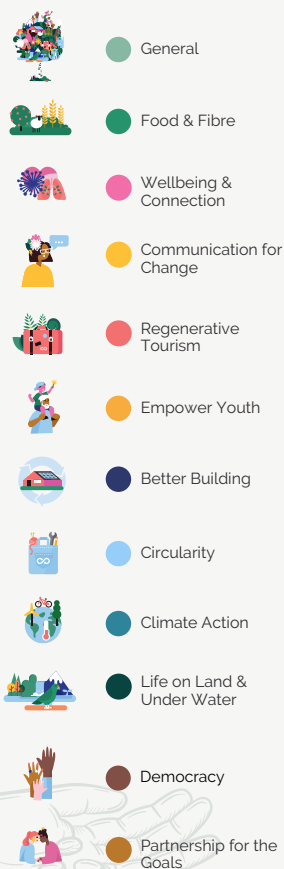 General
Food & Fibre
Wellbeing &
Connection
Communication for
Change
Regenerative
Tourism
Empower Youth
Better Building
Circularity
Climate Action
Life on Land &
Under Water
Democracy
Partnership for the
Goals